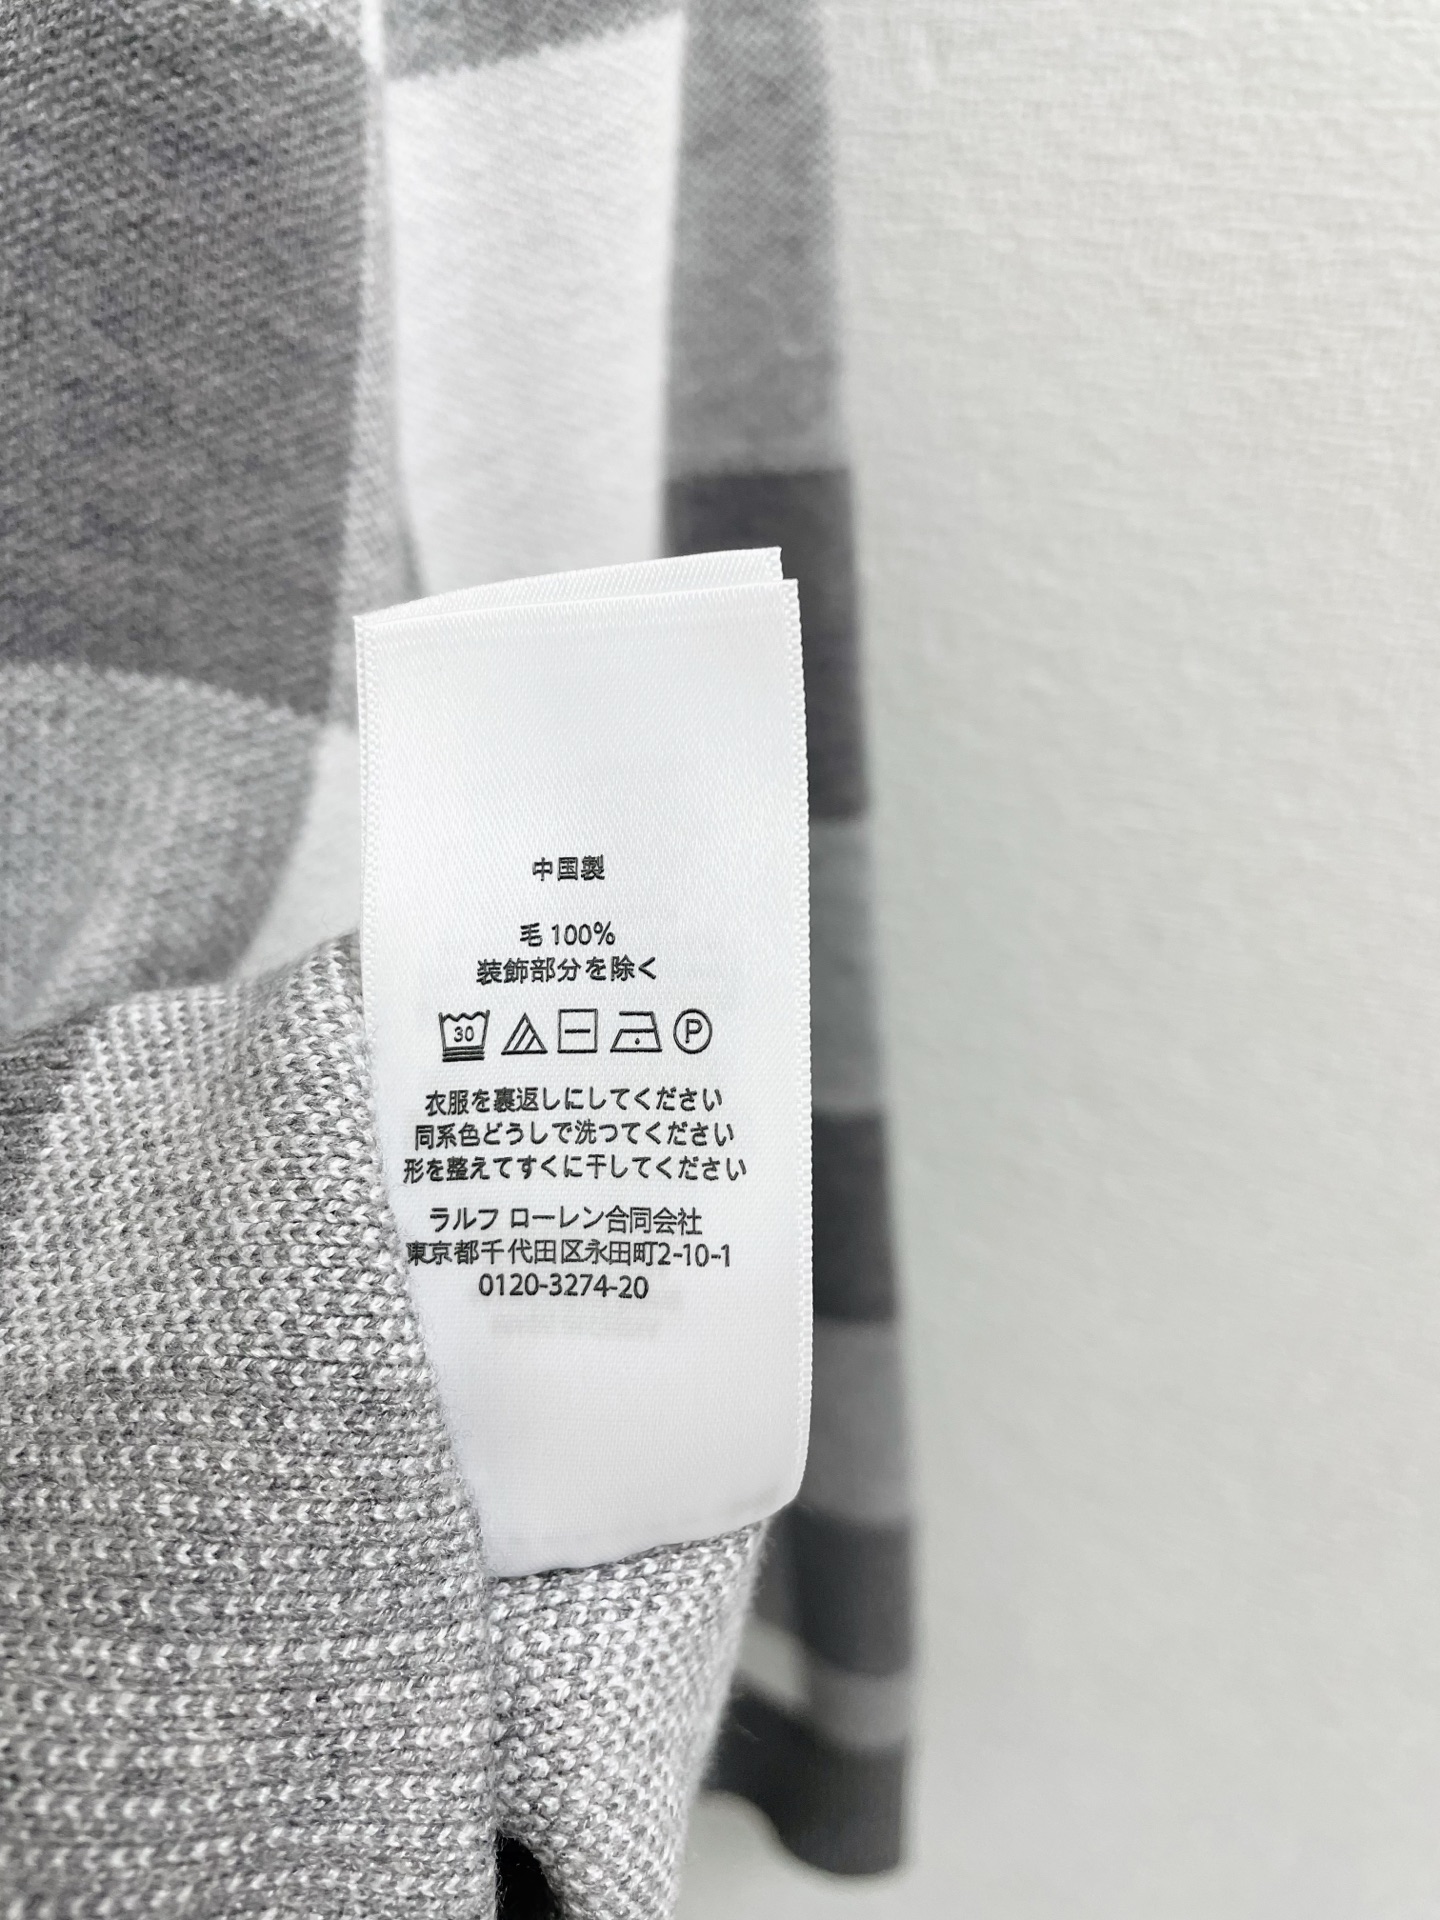 中国製
毛 100%
装飾部分を除く
30 P
衣服を裏返しにしてください
同系色どうしで洗つてください
形を整えてすぐに干してください
ラルフ ローレン合同会社
東京都千代田区永田町2-10-1
0120-3274-20